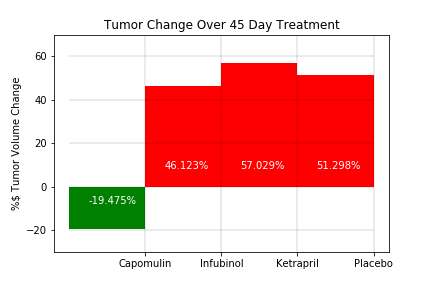 Tumor Change Over 45 Day Treatment
%$ Tumor Volume Change
60
40
20
0
−20
-19.475%
46.123%
57.029%
51.298%
Capomulin
Infubinol
Ketrapril
Placebo